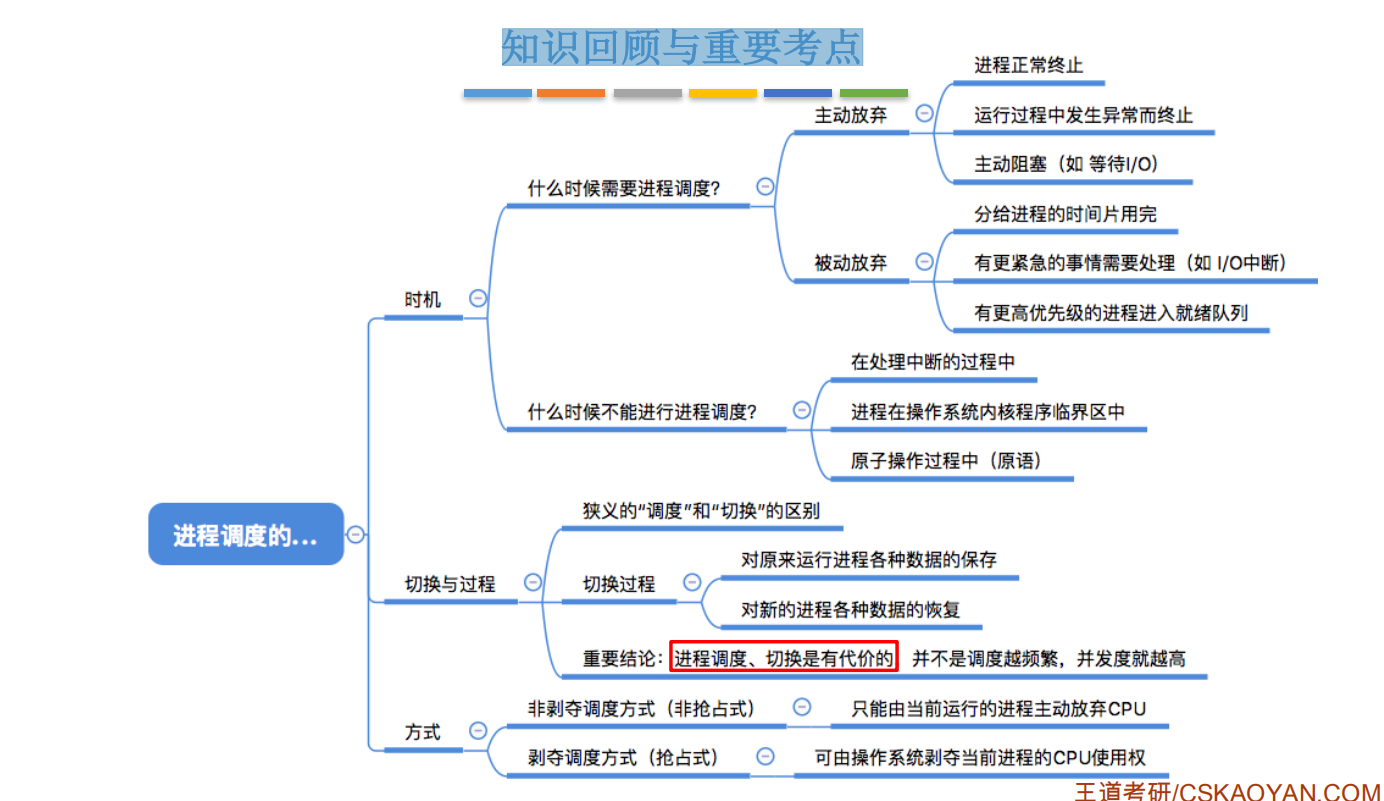 知识回顾与重要考点
进程正常终止
主动放弃
运行过程中发生异常而终止
主动阻塞（如 等待I/O）
什么时候需要进程调度？
分给进程的时间片用完
被动放弃
有更紧急的事情需要处理（如 I/O中断）
有更高优先级的进程进入就绪队列
时机
在处理中断的过程中
什么时候不能进行进程调度？
进程在操作系统内核程序临界区中
原子操作过程中（原语）
进程调度的...
狭义的“调度”和“切换”的区别
切换与过程
切换过程
对原来运行进程各种数据的保存
对新的进程各种数据的恢复
重要结论：进程调度、切换是有代价的 并不是调度越频繁，并发度就越高
方式
非剥夺调度方式（非抢占式）
只能由当前运行的进程主动放弃CPU
剥夺调度方式（抢占式）
可由操作系统剥夺当前进程的CPU使用权
王道考研/CSKAOYAN.COM